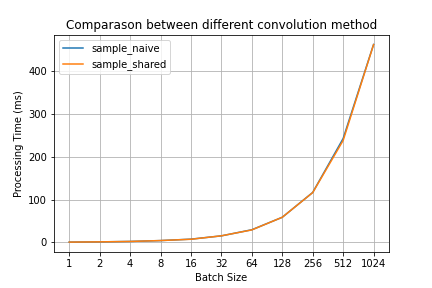 Comparason between different convolution method
sample_naive
sample_shared
Processing Time (ms)
400
300
200
100
0
1 2 4 8 16 32 64 128 256 512 1024
Batch Size